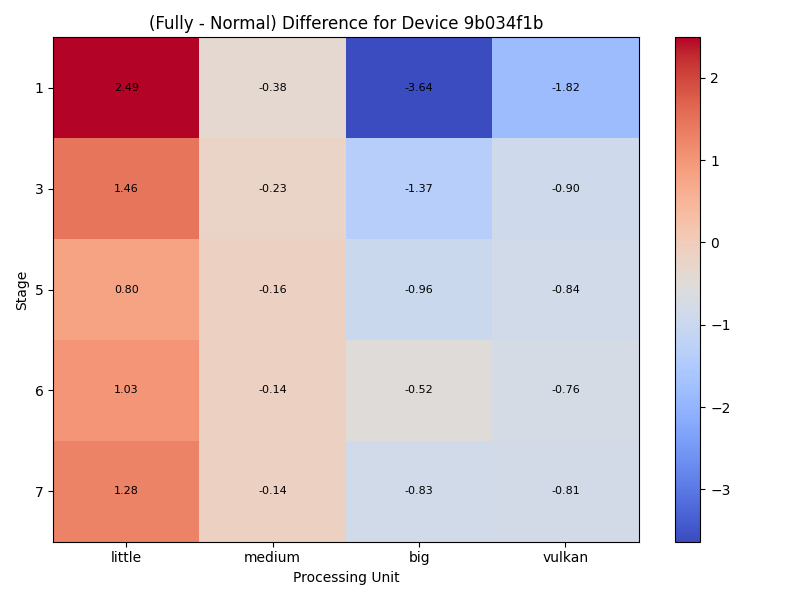 (Fully - Normal) Difference for Device 9b034f1b
Stage
1 2.49 -0.38 -3.64 -1.82
3 1.46 -0.23 -1.37 -0.90
5 0.80 -0.16 -0.96 -0.84
6 1.03 -0.14 -0.52 -0.76
7 1.28 -0.14 -0.83 -0.81
little medium big vulkan
Processing Unit
2
1
0
−1
−2
−3